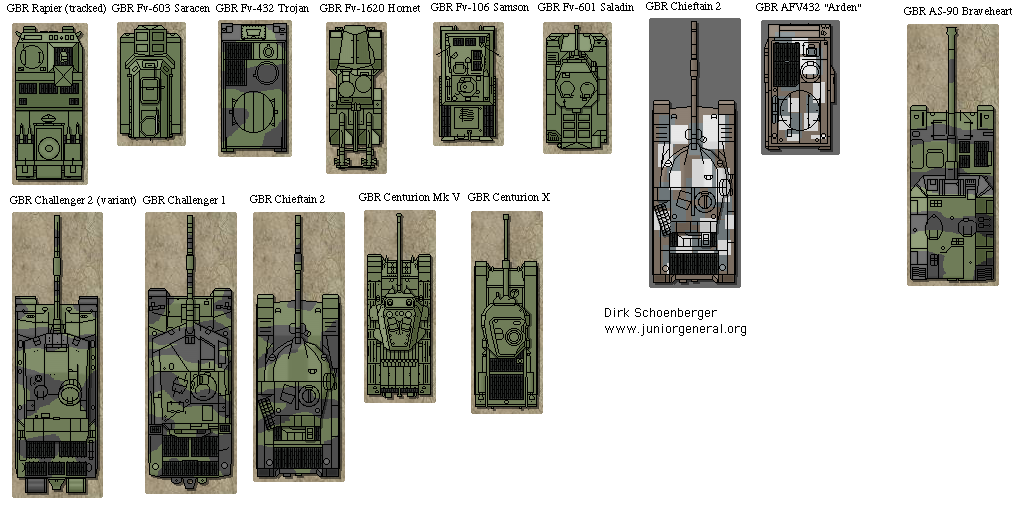 GBR Rapier (tracked)
GBR Fv-603 Saracen
GBR Fv-432 Trojan
GBR Fv-1620 Hornet
GBR Fv-106 Samson
GBR Fv-601 Saladin
GBR Chieftain 2
GBR AFV432 "Arden"
GBR AS-90 Braveheart
GBR Challenger 2 (variant)
GBR Challenger 1
GBR Chieftain 2
GBR Centurion Mk V
GBR Centurion X
Dirk Schoenberger
www.juniorgeneral.org